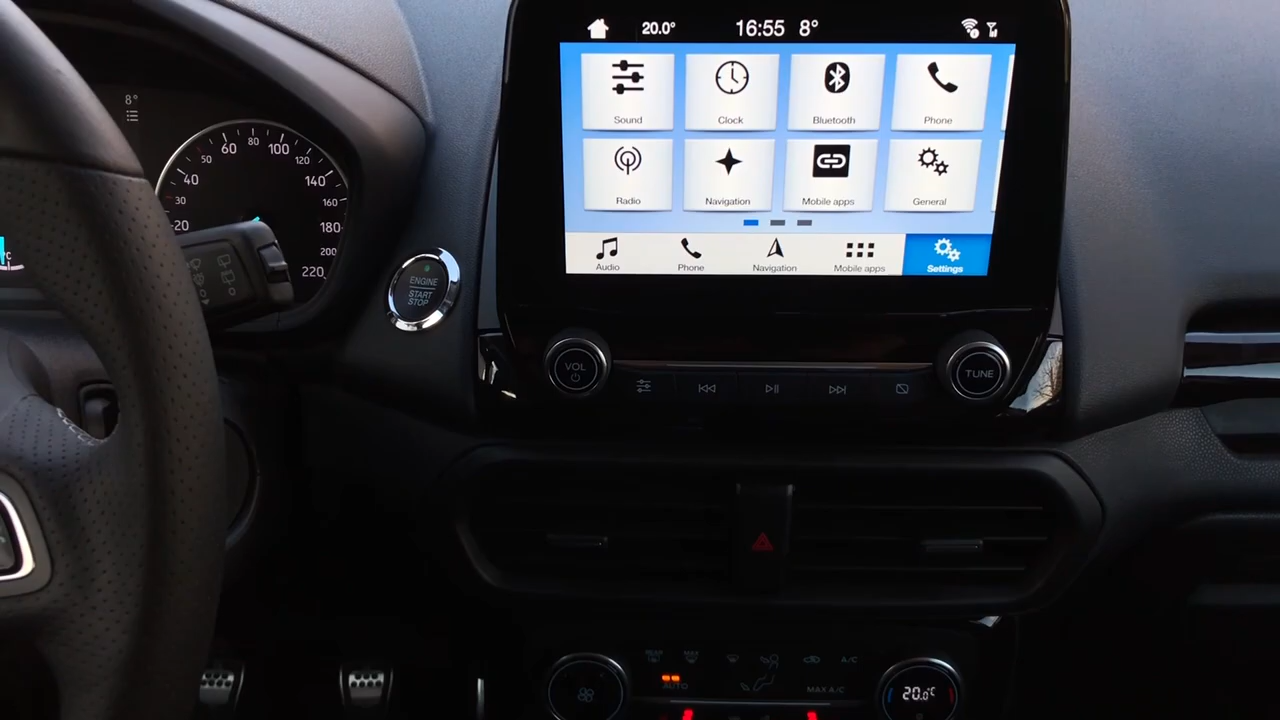 20.0° 16:55 8°
Sound Clock Bluetooth Phone
Radio Navigation Mobile apps General
Audio Phone Navigation Mobile apps Settings
8°
20 30 40 50 60 80 100 120 140 160 180 200 220
ENGINE
START
STOP
VOL
TUNE
MAX
A/C
AUTO
MAX A/C
20.0°C